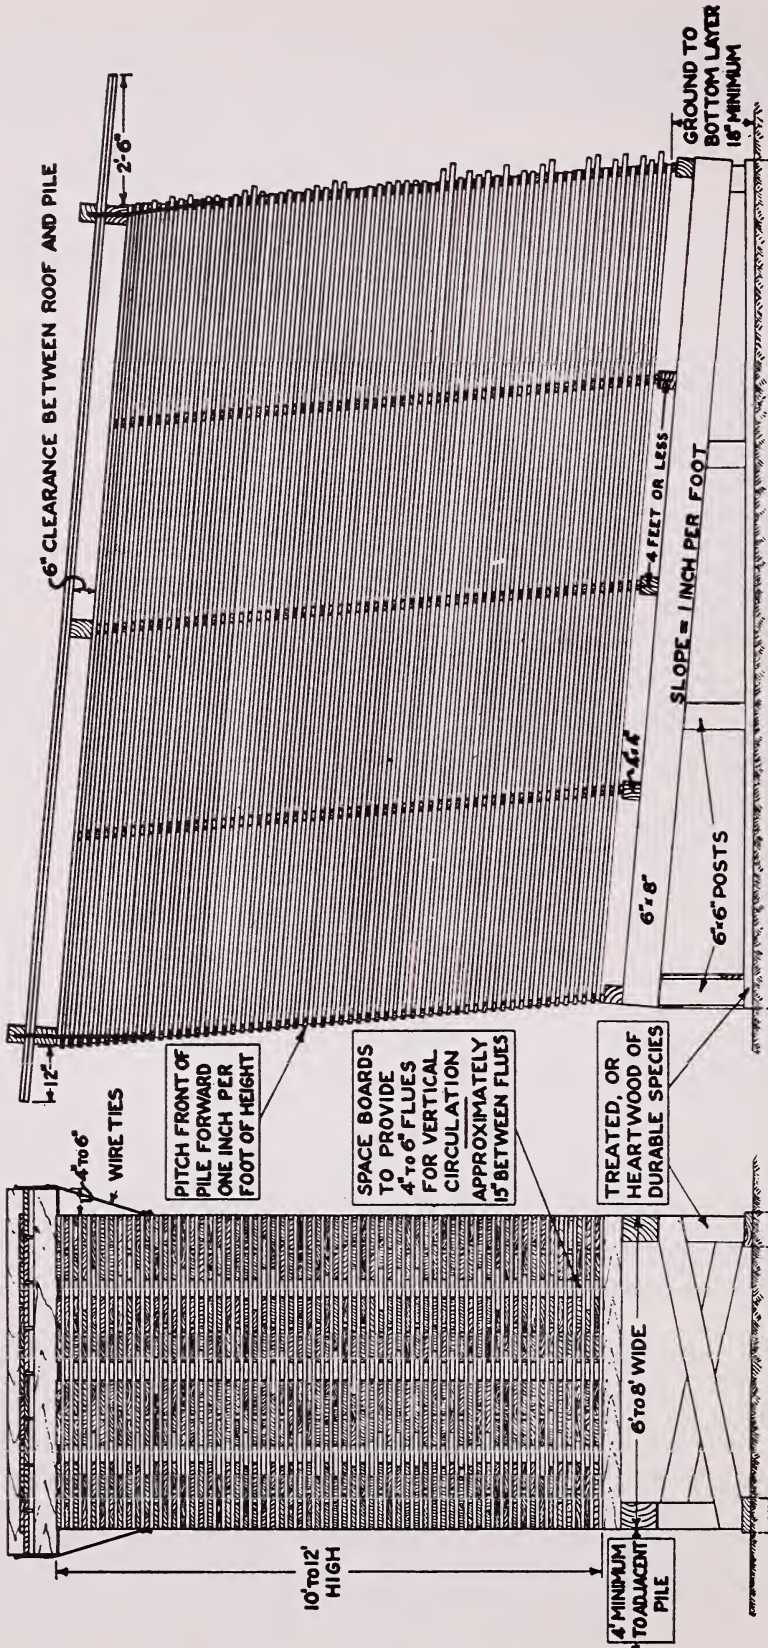 6" CLEARANCE BETWEEN ROOF AND PILE
2'-6"
GROUND TO
BOTTOM LAYER
18" MINIMUM
4 FEET OR LESS
SLOPE = 1 INCH PER FOOT
6"x8"
6"x6" POSTS
12"
4" TO 6"
WIRE TIES
PITCH FRONT OF
PILE FORWARD
ONE INCH PER
FOOT OF HEIGHT
SPACE BOARDS
TO PROVIDE
4" TO 6" FLUES
FOR VERTICAL
CIRCULATION
APPROXIMATELY
15" BETWEEN FLUES
TREATED, OR
HEARTWOOD OF
DURABLE SPECIES
10' TO 12'
HIGH
6' TO 8' WIDE
4' MINIMUM
TO ADJACENT
PILE